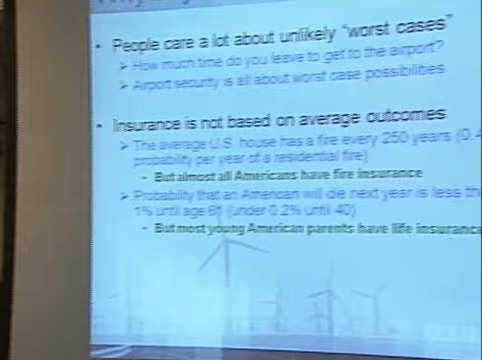 • People care a lot about unlikely "worst cases"
➢ How much time do you leave to get to the airport?
➢ Airport security is all about worst case possibilities
• Insurance is not based on average outcomes
➢ The average U.S. house has a fire every 250 years (0.4
probability per year of a residential fire)
- But almost all Americans have fire insurance
➢ Probability that an American will die next year is less th
1% until age (under 0.2% until 40)
- But most young American parents have life insurance